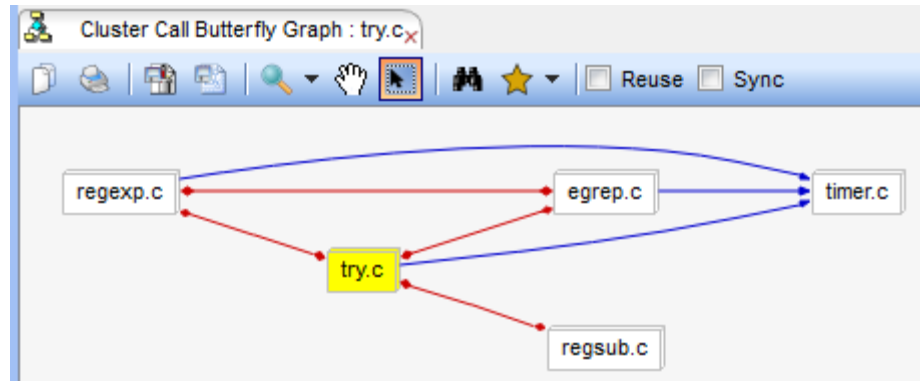 Cluster Call Butterfly Graph : try.c
Reuse Sync
regexp.c egrep.c timer.c
try.c
regsub.c